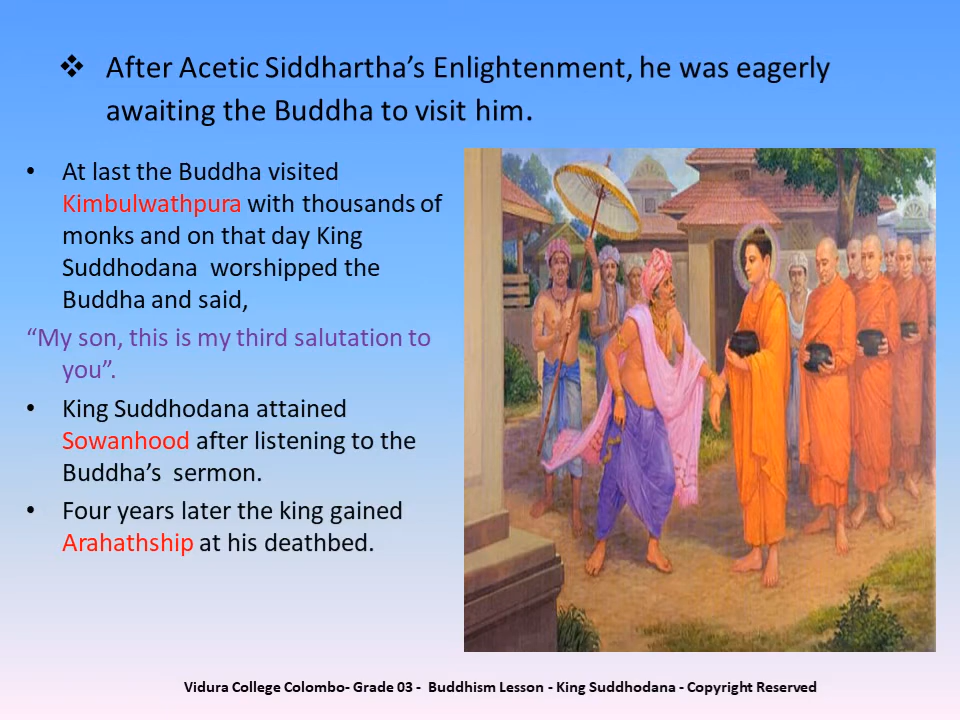 ❖ After Acetic Siddhartha’s Enlightenment, he was eagerly
awaiting the Buddha to visit him.
• At last the Buddha visited
Kimbulwathpura with thousands of
monks and on that day King
Suddhodana worshipped the
Buddha and said,
“My son, this is my third salutation to
you”.
• King Suddhodana attained
Sowanhood after listening to the
Buddha’s sermon.
• Four years later the king gained
Arahathship at his deathbed.
Vidura College Colombo- Grade 03 - Buddhism Lesson - King Suddhodana - Copyright Reserved